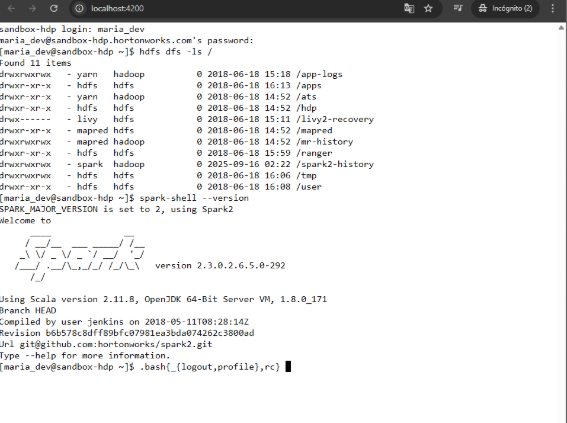 localhost:4200
Incógnito (2)
sandbox-hdp login: maria_dev
maria_dev@sandbox-hdp.hortonworks.com's password:
[maria_dev@sandbox-hdp ~]$ hdfs dfs -ls /
Found 11 items
drwxrwxrwx - yarn hadoop 0 2018-06-18 15:18 /app-logs
drwxr-xr-x - hdfs hdfs 0 2018-06-18 16:13 /apps
drwxr-xr-x - yarn hadoop 0 2018-06-18 14:52 /ats
drwxr-xr-x - hdfs hdfs 0 2018-06-18 14:52 /hdp
drwx------ - livy hdfs 0 2018-06-18 15:11 /livy2-recovery
drwxr-xr-x - mapred hdfs 0 2018-06-18 14:52 /mapred
drwxrwxrwx - mapred hadoop 0 2018-06-18 14:52 /mr-history
drwxr-xr-x - hdfs hdfs 0 2018-06-18 15:59 /ranger
drwxrwxrwx - spark hadoop 0 2025-09-16 02:22 /spark2-history
drwxrwxrwx - hdfs hdfs 0 2018-06-18 16:06 /tmp
drwxr-xr-x - hdfs hdfs 0 2018-06-18 16:08 /user
[maria_dev@sandbox-hdp ~]$ spark-shell --version
SPARK_MAJOR_VERSION is set to 2, using Spark2
Welcome to
      ____              __
     / __/__  ___ _____/ /__
    _\ \/ _ \/ _ `/ __/  '_/
   /___/ .__/\_,_/_/ /_/\_\   version 2.3.0.2.6.5.0-292
      /_/
Using Scala version 2.11.8, OpenJDK 64-Bit Server VM, 1.8.0_171
Branch HEAD
Compiled by user jenkins on 2018-05-11T08:28:14Z
Revision b6b578c8dff89bfc07981ea3bda074262c3800ad
Url git@github.com:hortonworks/spark2.git
Type --help for more information.
[maria_dev@sandbox-hdp ~]$ .bash{_{logout,profile},rc}